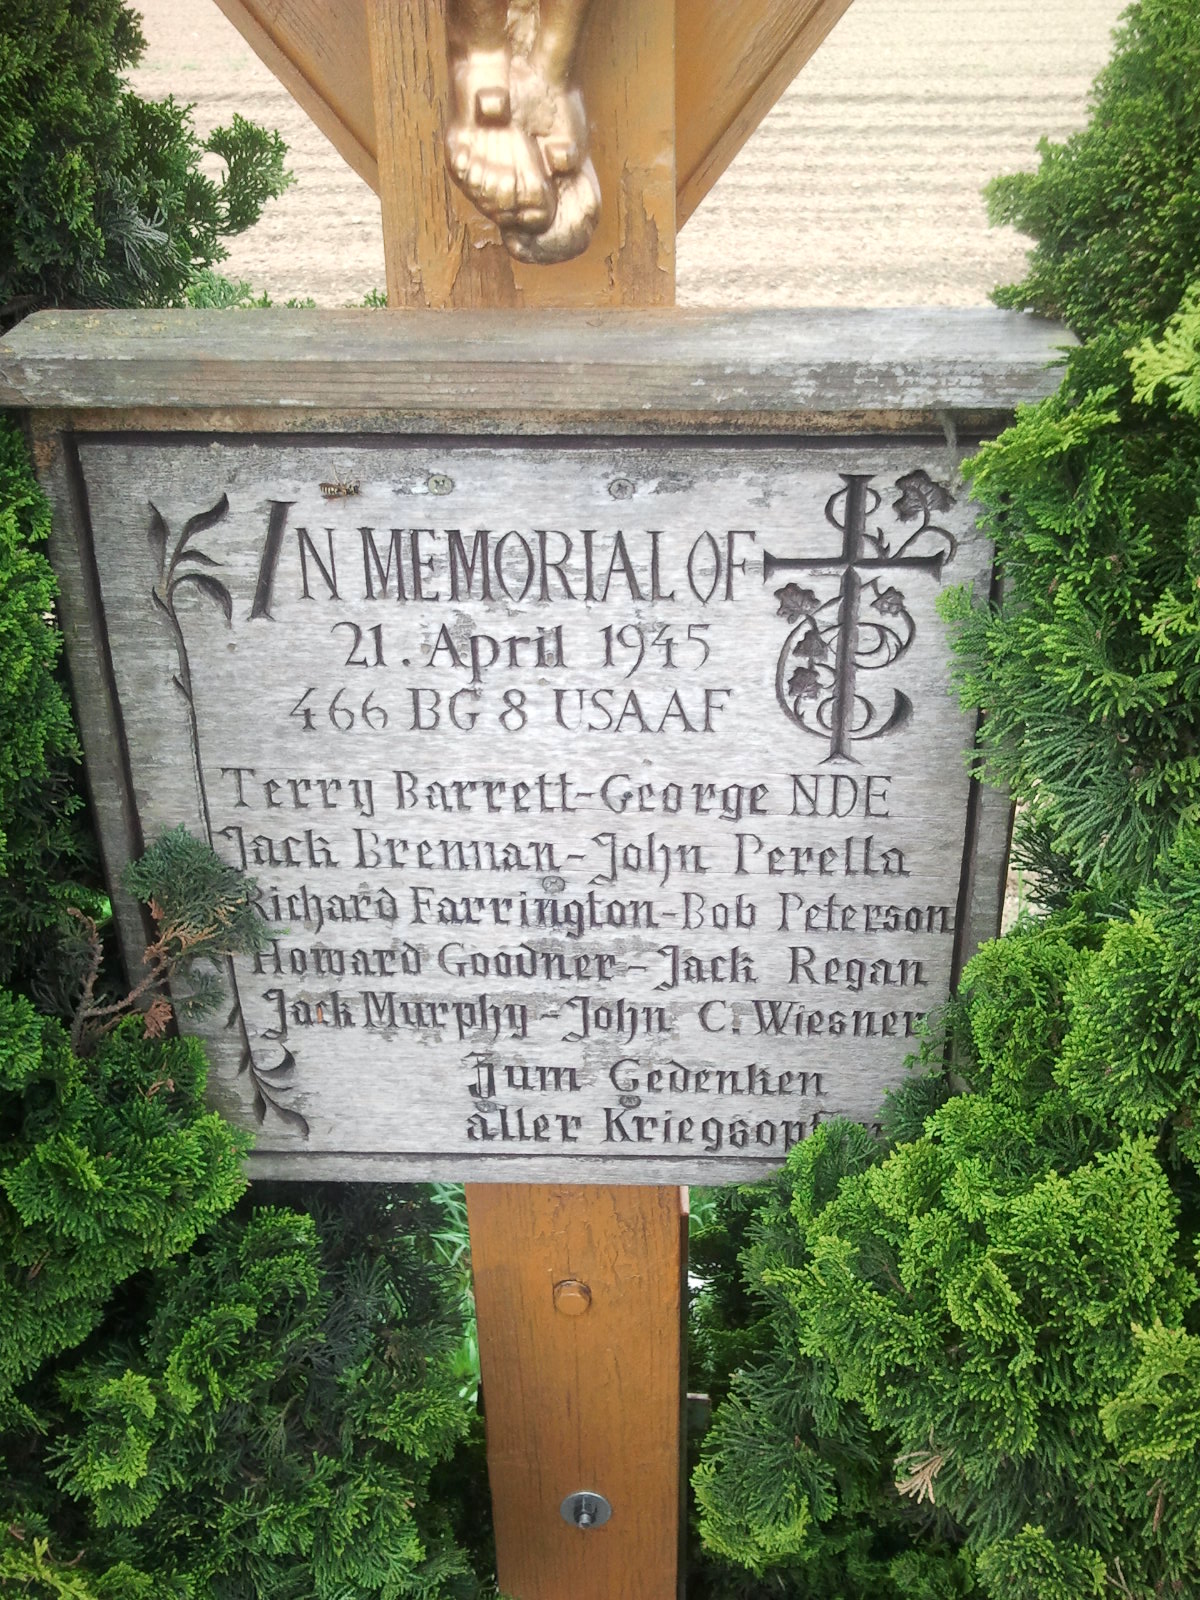 IN MEMORIAL OF
21. April 1945
466 BG 8 USAAF
Terry Barrett-George NDE
Jack Brennan-John Perella
Richard Farrington-Bob Peterson
Howard Goodner-Jack Regan
Jack Murphy-John C. Wiesner
Zum Gedenken
aller